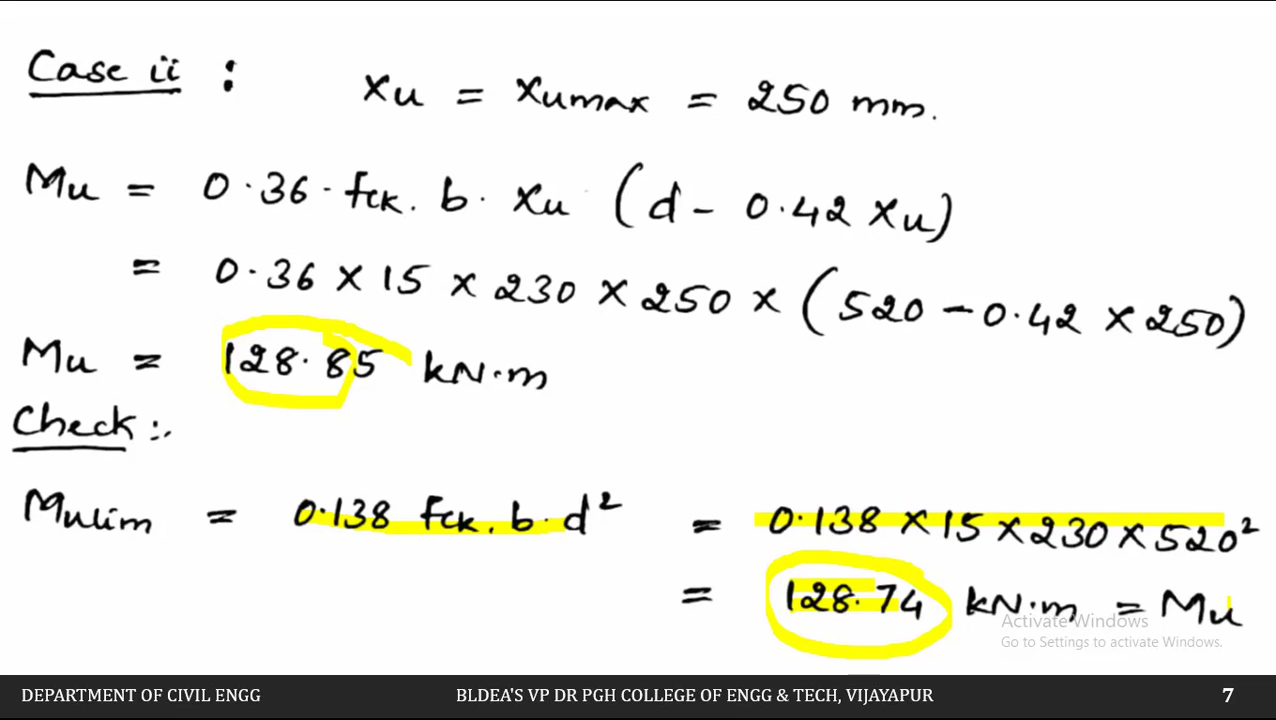 Case ii : xu = xumax = 250 mm.
Mu = 0.36 · fck. b. xu (d - 0.42 xu)
= 0.36 × 15 × 230 × 250 × (520 - 0.42 × 250)
Mu = 128.85 kN.m
Check :.
Mulim = 0.138 fck. b. d² = 0.138 × 15 × 230 × 520²
= 128.74 kN.m = Mu
Activate Windows
Go to Settings to activate Windows.
DEPARTMENT OF CIVIL ENGG BLDEA'S VP DR PGH COLLEGE OF ENGG & TECH, VIJAYAPUR 7